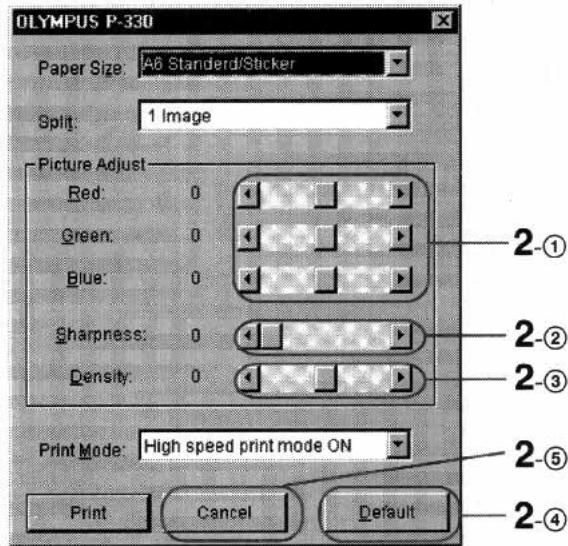 OLYMPUS P-330
Paper Size: A6 Standerd/Sticker
Split: 1 Image
Picture Adjust
Red: 0
Green: 0
Blue: 0
2-①
Sharpness: 0
2-②
Density: 0
2-③
Print Mode: High speed print mode ON
2-⑤
Print Cancel Default
2-④